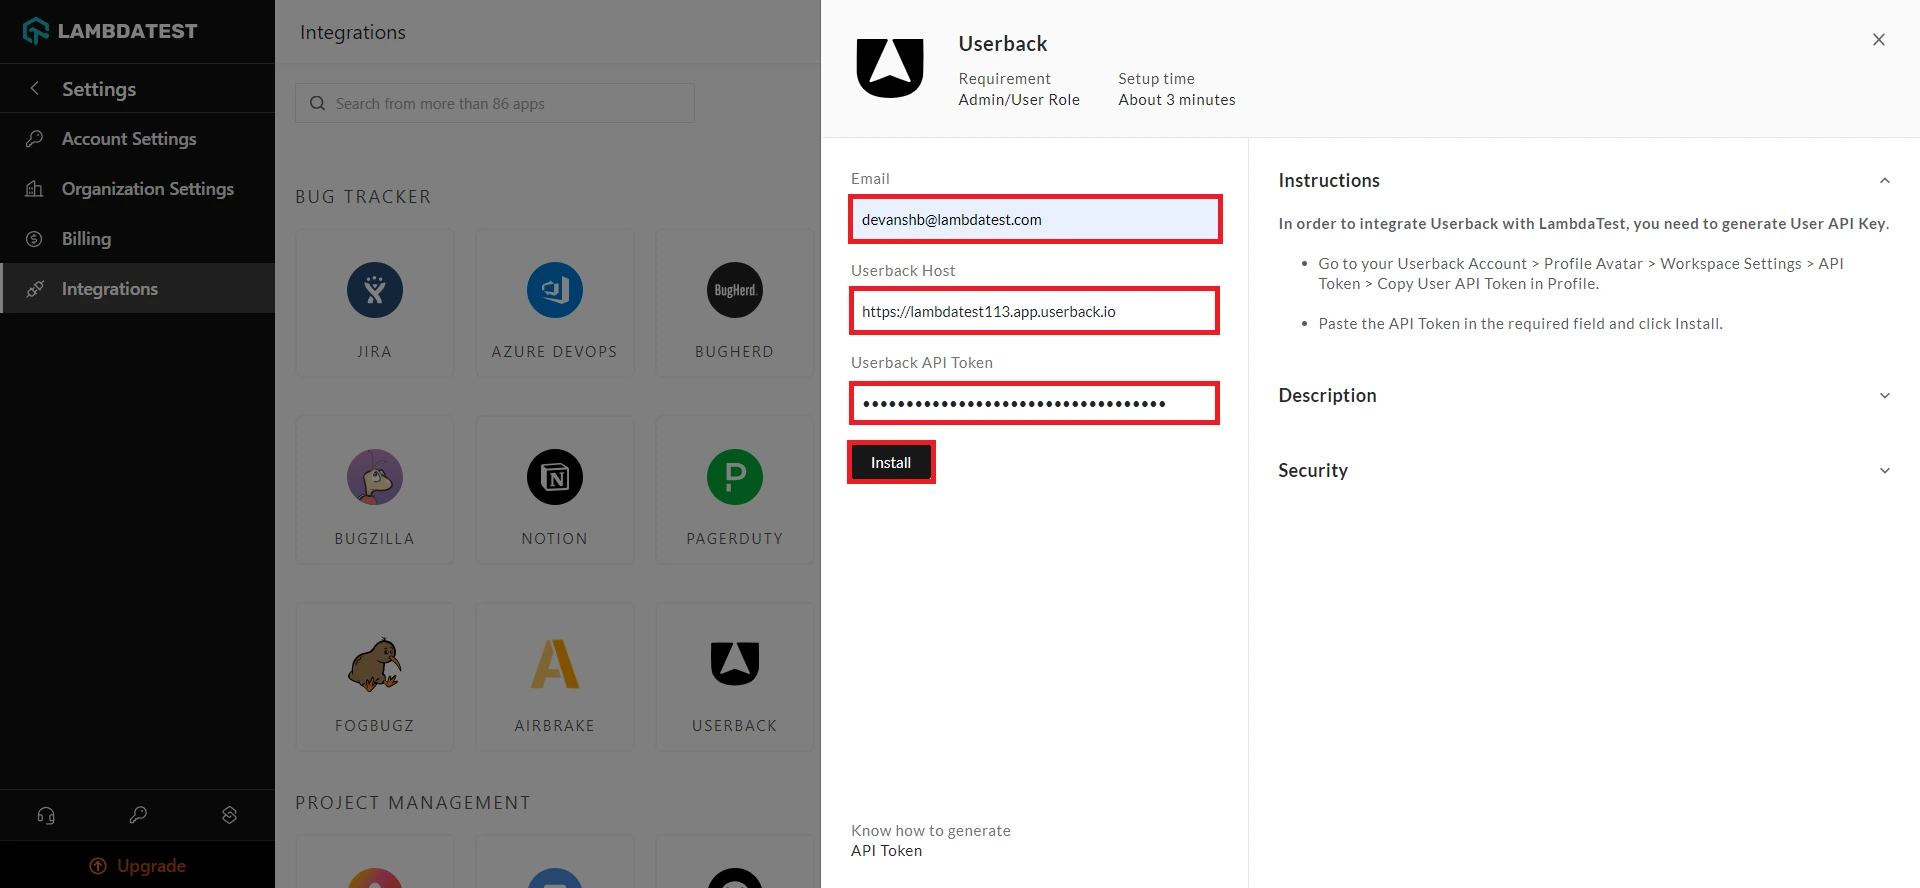 LAMBDATEST
Settings
Account Settings
Organization Settings
Billing
Integrations
Upgrade
Integrations
Search from more than 86 apps
BUG TRACKER
JIRA
AZURE DEVOPS
BugHerd.
BUGHERD
BUGZILLA
N
NOTION
P
PAGERDUTY
FOGBUGZ
AIRBRAKE
USERBACK
PROJECT MANAGEMENT
Userback
Requirement
Admin/User Role
Setup time
About 3 minutes
Email
devanshb@lambdatest.com
Userback Host
https://lambdatest113.app.userback.io
Userback API Token
•••••••••••••••••••••••••••••••••••
Install
Know how to generate
API Token
Instructions
In order to integrate Userback with LambdaTest, you need to generate User API Key.
• Go to your Userback Account > Profile Avatar > Workspace Settings > API
Token > Copy User API Token in Profile.
• Paste the API Token in the required field and click Install.
Description
Security